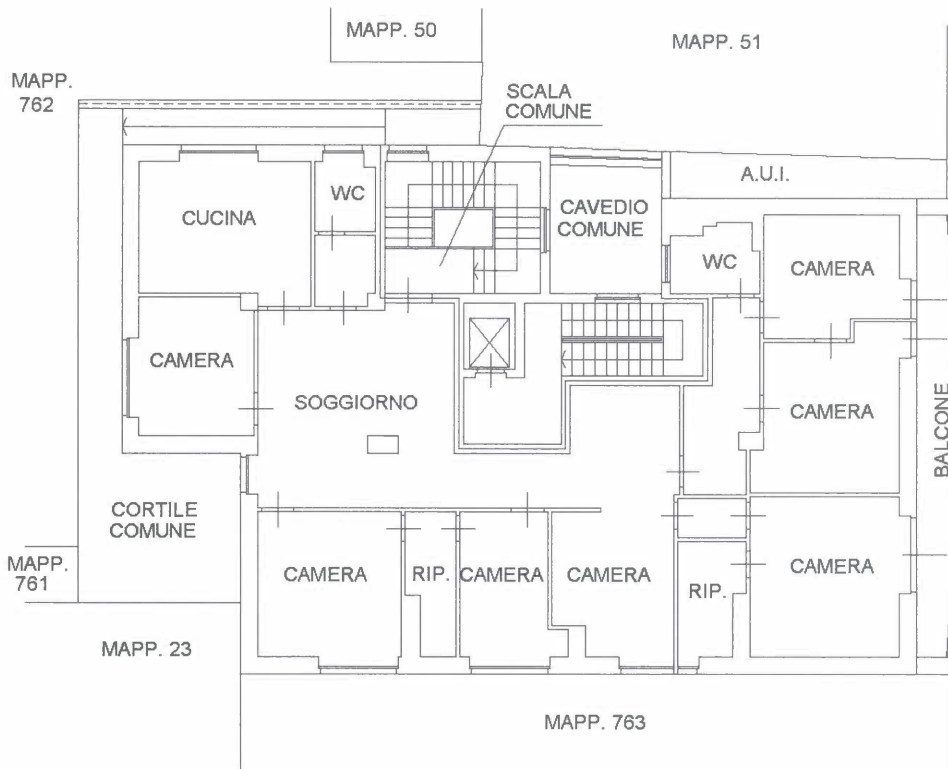 MAPP. 50
MAPP. 51
MAPP.
762
SCALA
COMUNE
A.U.I.
WC
CUCINA
CAVEDIO
COMUNE
WC
CAMERA
CAMERA
SOGGIORNO
CAMERA
BALCONE
CORTILE
COMUNE
MAPP.
761
CAMERA
RIP.
CAMERA
CAMERA
RIP.
CAMERA
MAPP. 23
MAPP. 763